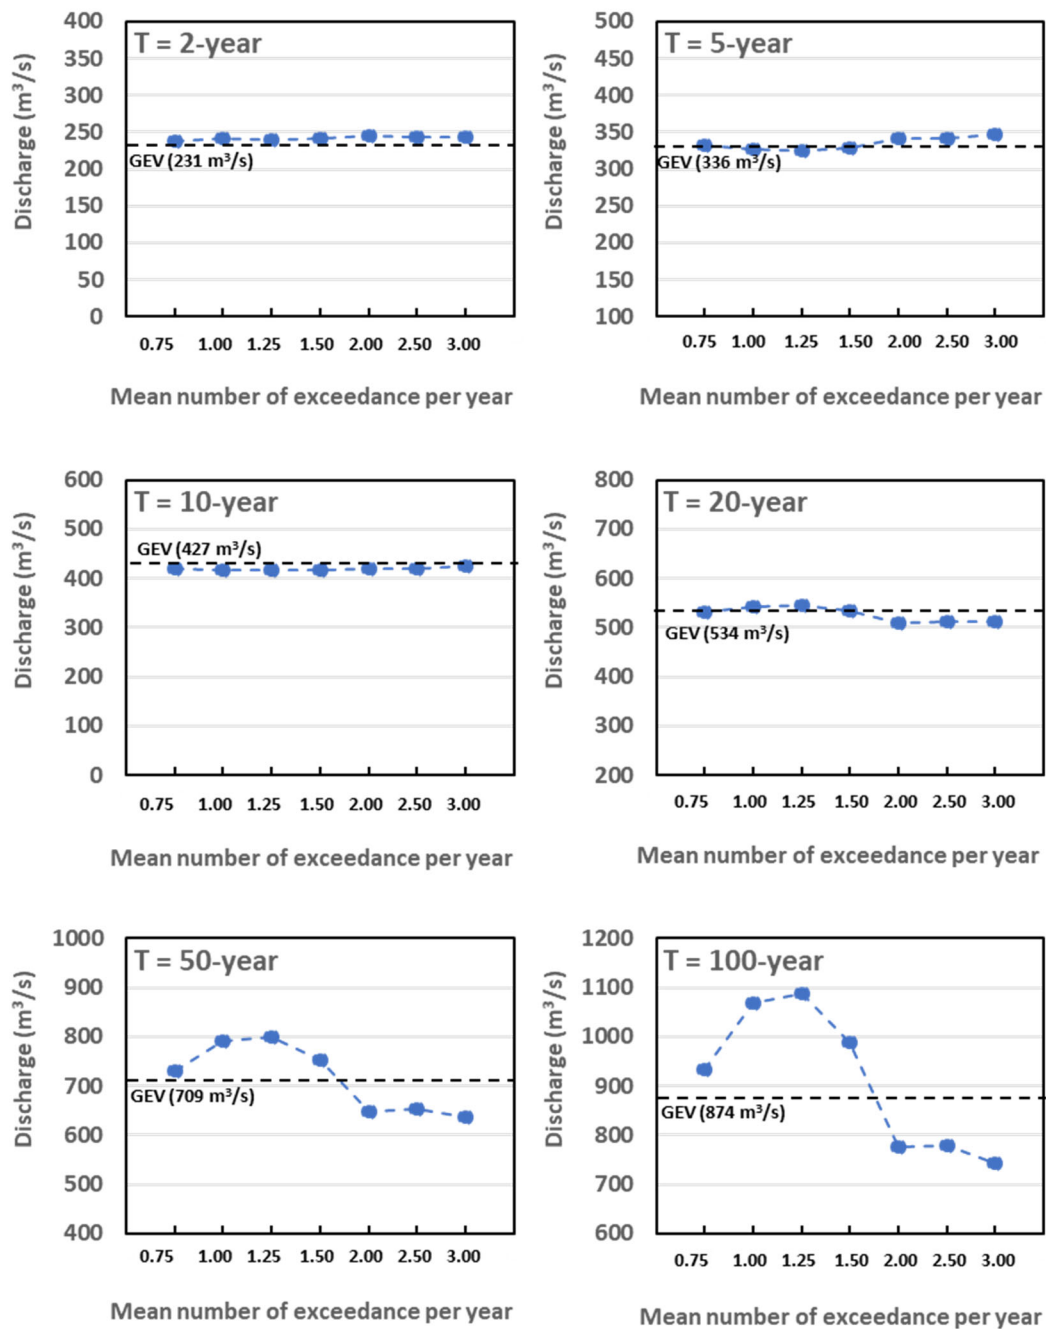 T = 2-year
Discharge (m³/s)
400
350
300
250
200
150
100
50
0
GEV (231 m³/s)
0.75 1.00 1.25 1.50 2.00 2.50 3.00
Mean number of exceedance per year
T = 5-year
Discharge (m³/s)
500
450
400
350
300
250
200
150
100
GEV (336 m³/s)
0.75 1.00 1.25 1.50 2.00 2.50 3.00
Mean number of exceedance per year
T = 10-year
Discharge (m³/s)
600
500
400
300
200
100
0
GEV (427 m³/s)
0.75 1.00 1.25 1.50 2.00 2.50 3.00
Mean number of exceedance per year
T = 20-year
Discharge (m³/s)
800
700
600
500
400
300
200
GEV (534 m³/s)
0.75 1.00 1.25 1.50 2.00 2.50 3.00
Mean number of exceedance per year
T = 50-year
Discharge (m³/s)
1000
900
800
700
600
500
400
GEV (709 m³/s)
0.75 1.00 1.25 1.50 2.00 2.50 3.00
Mean number of exceedance per year
T = 100-year
Discharge (m³/s)
1200
1100
1000
900
800
700
600
GEV (874 m³/s)
0.75 1.00 1.25 1.50 2.00 2.50 3.00
Mean number of exceedance per year